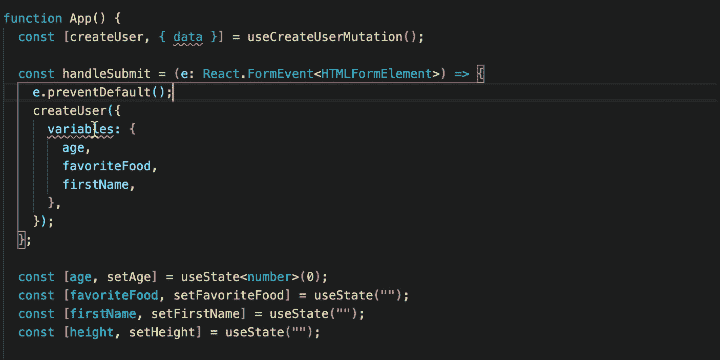 function App() {
  const [createUser, { data }] = useCreateUserMutation();
  const handleSubmit = (e: React.FormEvent<HTMLFormElement>) => {
    e.preventDefault();
    createUser({
      variables: {
        age,
        favoriteFood,
        firstName,
      },
    });
  };
  const [age, setAge] = useState<number>(0);
  const [favoriteFood, setFavoriteFood] = useState("");
  const [firstName, setFirstName] = useState("");
  const [height, setHeight] = useState("");